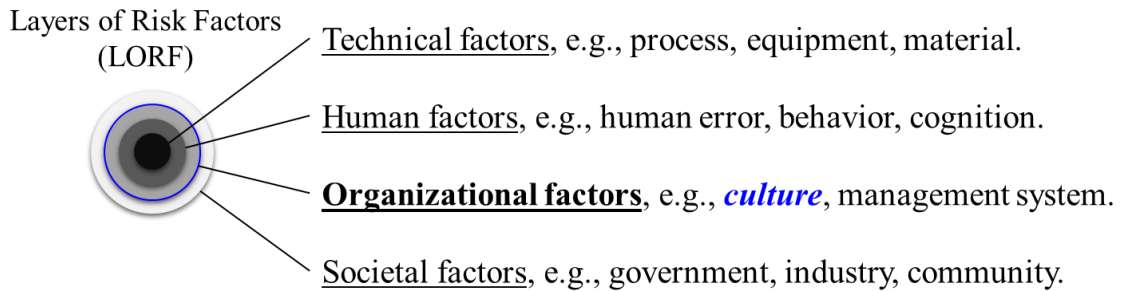 Layers of Risk Factors
(LORF)
Technical factors, e.g., process, equipment, material.
Human factors, e.g., human error, behavior, cognition.
Organizational factors, e.g., culture, management system.
Societal factors, e.g., government, industry, community.